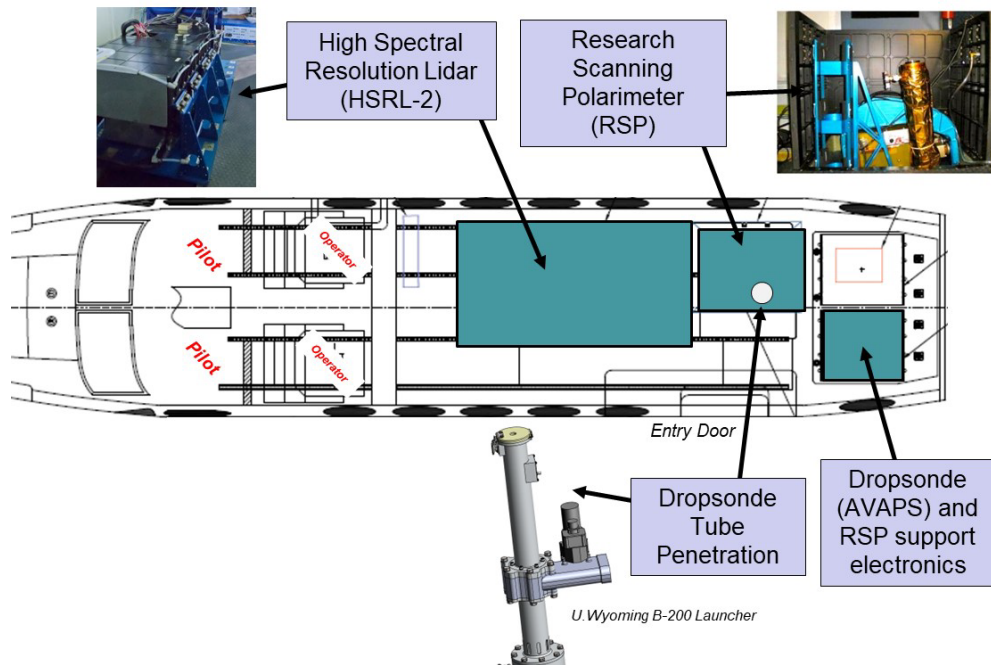 High Spectral
Resolution Lidar
(HSRL-2)
Research
Scanning
Polarimeter
(RSP)
Pilot
Operator
Pilot
Operator
Entry Door
Dropsonde
Tube
Penetration
Dropsonde
(AVAPS) and
RSP support
electronics
U.Wyoming B-200 Launcher